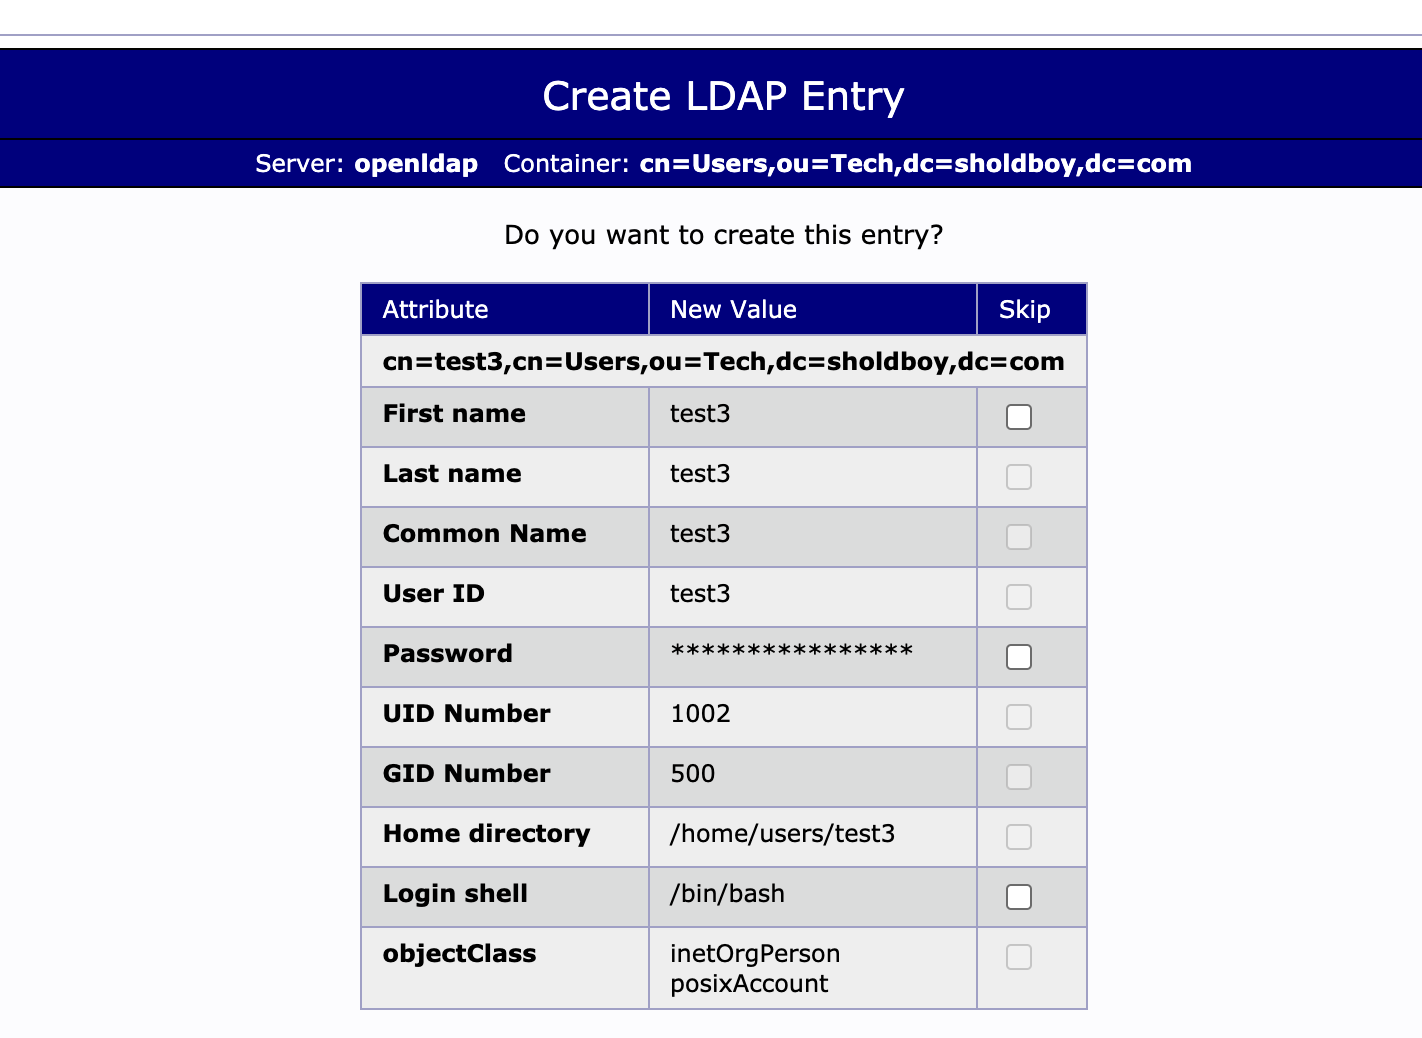 Create LDAP Entry
Server: openldap Container: cn=Users,ou=Tech,dc=sholdboy,dc=com
Do you want to create this entry?
Attribute New Value Skip
cn=test3,cn=Users,ou=Tech,dc=sholdboy,dc=com
First name test3
Last name test3
Common Name test3
User ID test3
Password ****************
UID Number 1002
GID Number 500
Home directory /home/users/test3
Login shell /bin/bash
objectClass inetOrgPerson
posixAccount